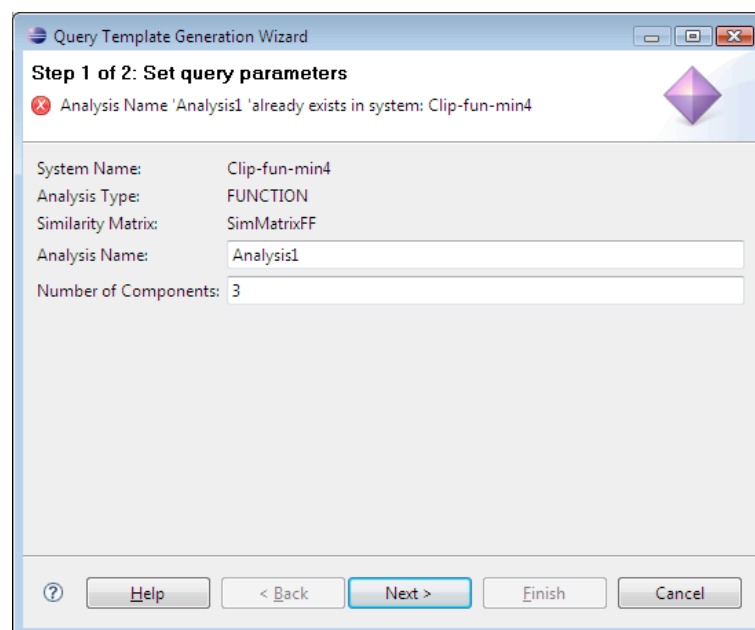 Query Template Generation Wizard
Step 1 of 2: Set query parameters
Analysis Name 'Analysis1 'already exists in system: Clip-fun-min4
System Name: Clip-fun-min4
Analysis Type: FUNCTION
Similarity Matrix: SimMatrixFF
Analysis Name: Analysis1
Number of Components: 3
? Help < Back Next > Finish Cancel